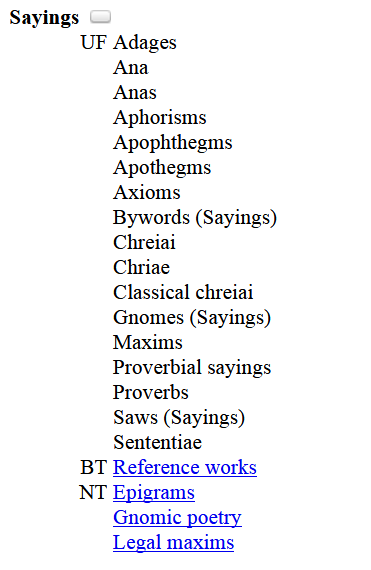 Sayings
UF Adages
Ana
Anas
Aphorisms
Apophthegms
Apothegms
Axioms
Bywords (Sayings)
Chreiai
Chriae
Classical chreiai
Gnomes (Sayings)
Maxims
Proverbial sayings
Proverbs
Saws (Sayings)
Sententiae
BT Reference works
NT Epigrams
Gnomic poetry
Legal maxims